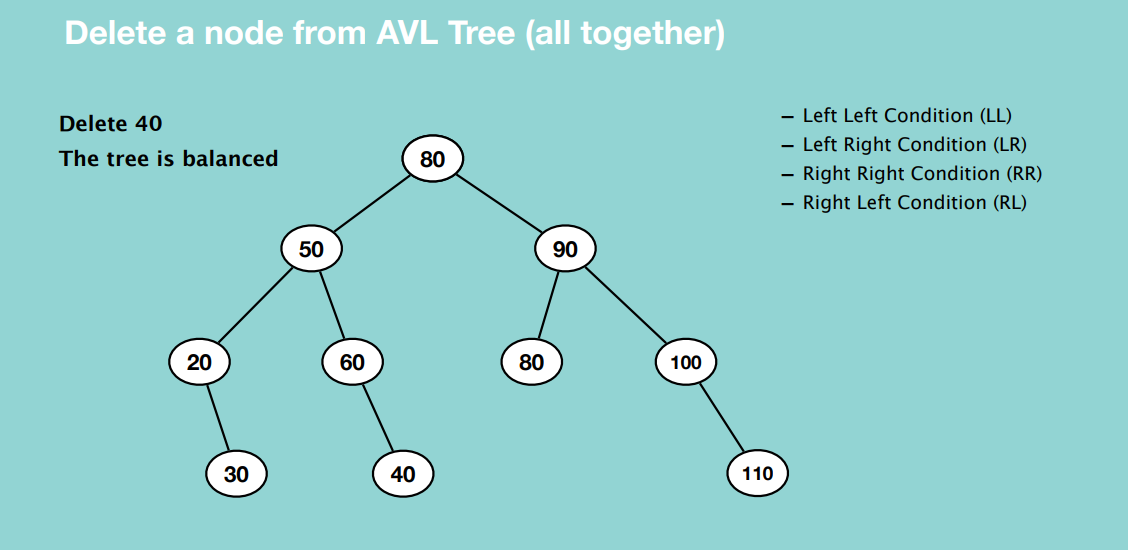 Delete a node from AVL Tree (all together)
Delete 40
The tree is balanced
– Left Left Condition (LL)
– Left Right Condition (LR)
– Right Right Condition (RR)
– Right Left Condition (RL)
80
50 90
20 60 80 100
30 40 110